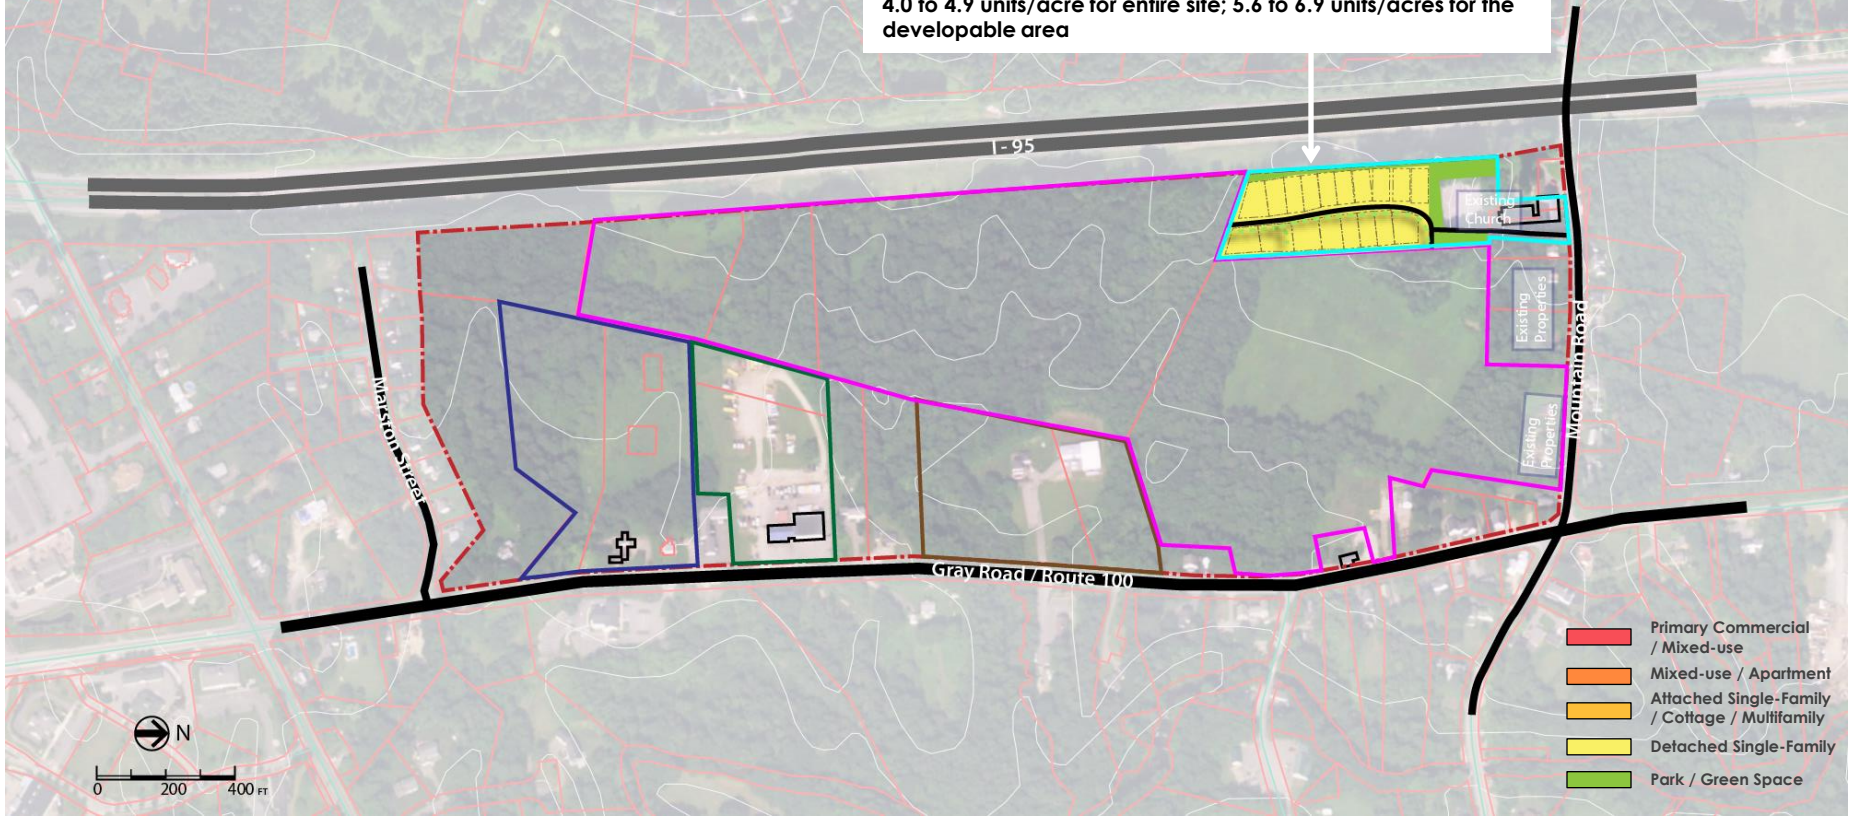 4.0 to 4.9 units/acre for entire site; 5.6 to 6.9 units/acres for the
developable area
I-95
Existing
Church
Existing
Properties
Mountain Road
Existing
Properties
Marston Street
Gray Road / Route 100
Primary Commercial
/ Mixed-use
Mixed-use / Apartment
Attached Single-Family
/ Cottage / Multifamily
Detached Single-Family
Park / Green Space
N
0 200 400 FT